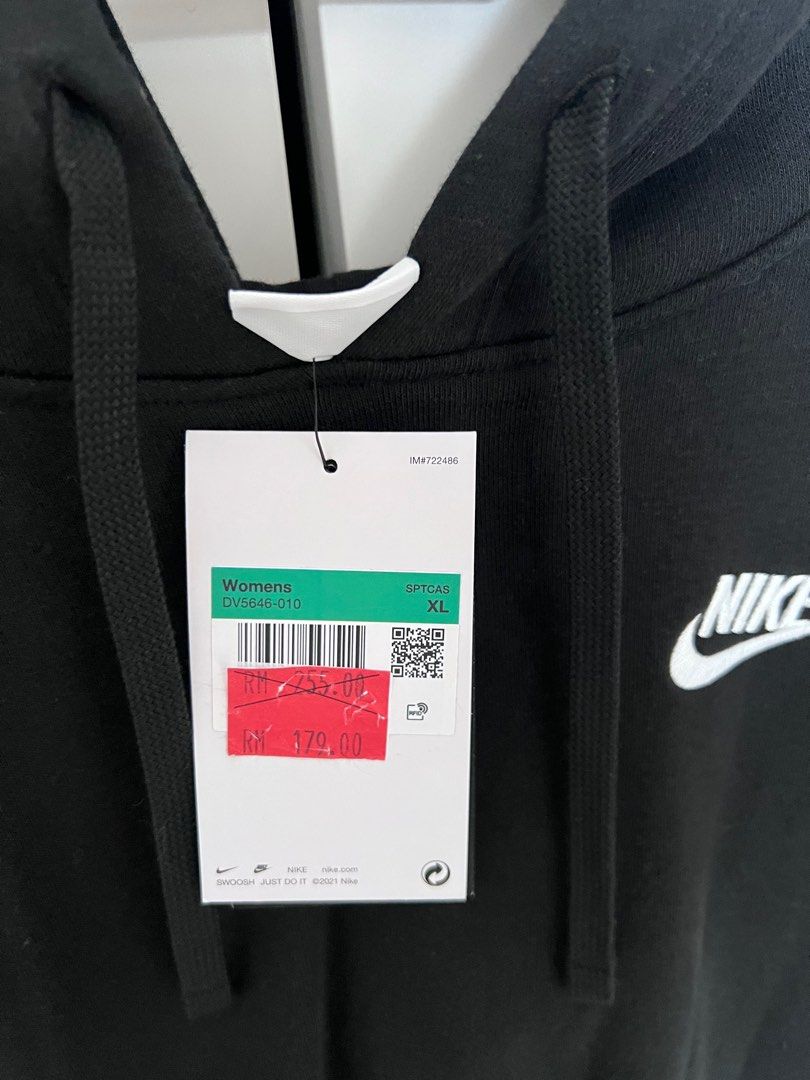 IM#722486
Womens SPTCAS
DV5646-010 XL
RM 255.00
RFID
RM 179.00
NIKE
NIKE nike.com
SWOOSH JUST DO IT ©2021 Nike